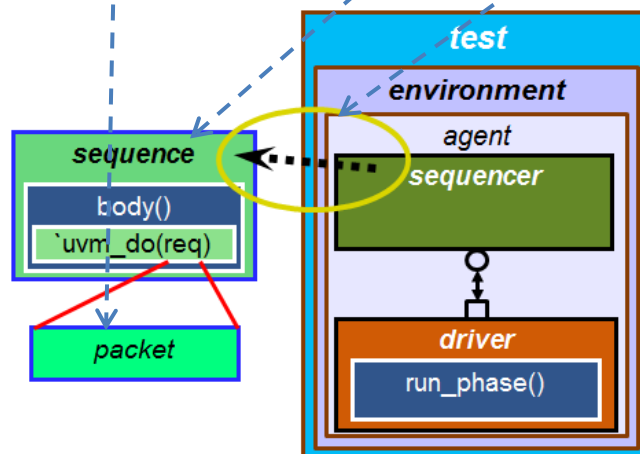 test
environment
agent
sequence
sequencer
body()
`uvm_do(req)
packet
driver
run_phase()